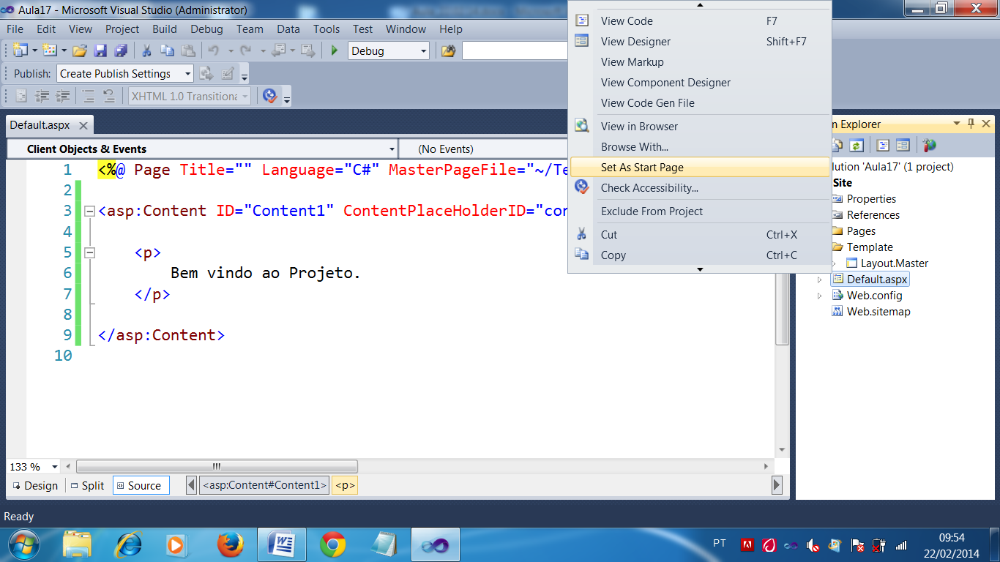 Aula17 - Microsoft Visual Studio (Administrator)
File Edit View Project Build Debug Team Data Tools Test Window Help
Debug
Publish: Create Publish Settings
XHTML 1.0 Transitiona
Default.aspx
Client Objects & Events (No Events)
1 <%@ Page Title="" Language="C#" MasterPageFile="~/Te
2
3 <asp:Content ID="Content1" ContentPlaceHolderID="con
4
5 <p>
6 Bem vindo ao Projeto.
7 </p>
8
9 </asp:Content>
10
133 %
Design Split Source <asp:Content#Content1> <p>
Ready
View Code F7
View Designer Shift+F7
View Markup
View Component Designer
View Code Gen File
View in Browser
Browse With...
Set As Start Page
Check Accessibility...
Exclude From Project
Cut Ctrl+X
Copy Ctrl+C
n Explorer
lution 'Aula17' (1 project)
Site
Properties
References
Pages
Template
Layout.Master
Default.aspx
Web.config
Web.sitemap
PT
09:54
22/02/2014